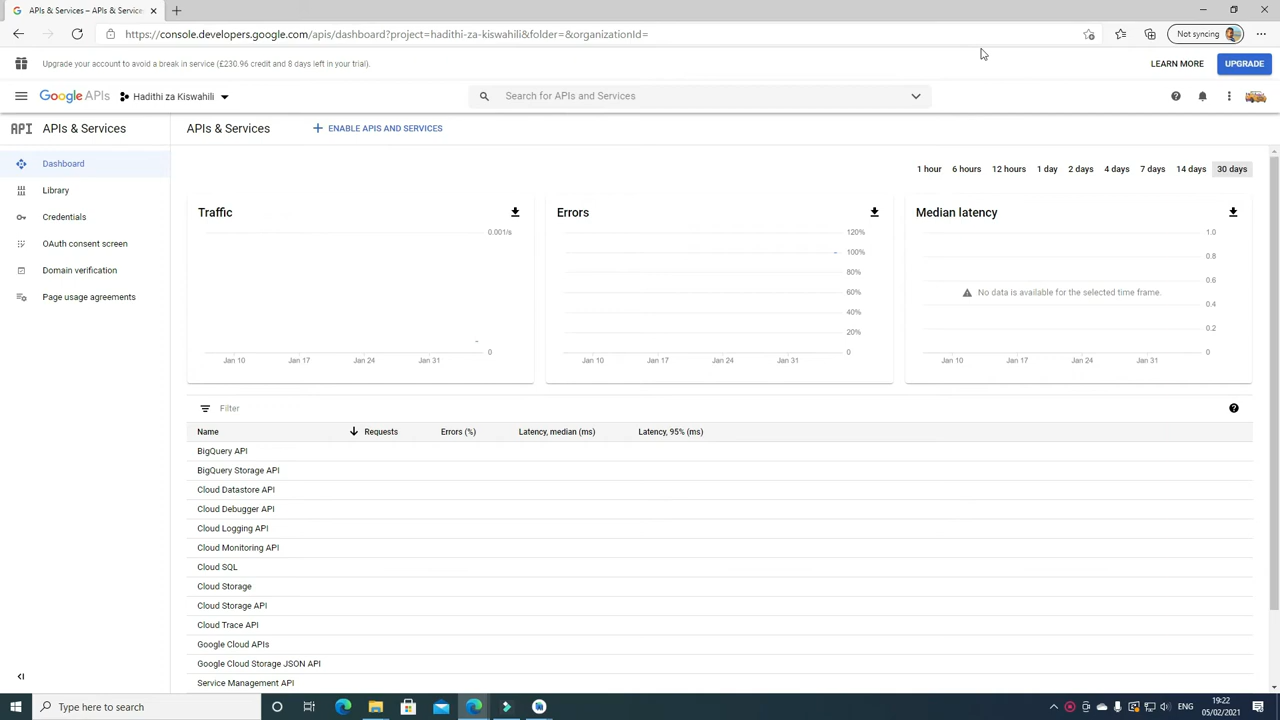 APIs & Services – APIs & Service
https://console.developers.google.com/apis/dashboard?project=hadithi-za-kiswahili&folder=&organizationId=
Not syncing
Upgrade your account to avoid a break in service (£230.96 credit and 8 days left in your trial).
LEARN MORE
UPGRADE
Google APIs
Hadithi za Kiswahili
Search for APIs and Services
API
APIs & Services
APIs & Services
ENABLE APIS AND SERVICES
Dashboard
Library
Credentials
OAuth consent screen
Domain verification
Page usage agreements
1 hour 6 hours 12 hours 1 day 2 days 4 days 7 days 14 days 30 days
Traffic
0.001/s
0
Jan 10 Jan 17 Jan 24 Jan 31
Errors
120%
100%
80%
60%
40%
20%
0
Jan 10 Jan 17 Jan 24 Jan 31
Median latency
1.0
0.8
0.6
No data is available for the selected time frame.
0.4
0.2
0
Jan 10 Jan 17 Jan 24 Jan 31
Filter
Name Requests Errors (%) Latency, median (ms) Latency, 95% (ms)
BigQuery API
BigQuery Storage API
Cloud Datastore API
Cloud Debugger API
Cloud Logging API
Cloud Monitoring API
Cloud SQL
Cloud Storage
Cloud Storage API
Cloud Trace API
Google Cloud APIs
Google Cloud Storage JSON API
Service Management API
Type here to search
ENG
19:22
05/02/2021